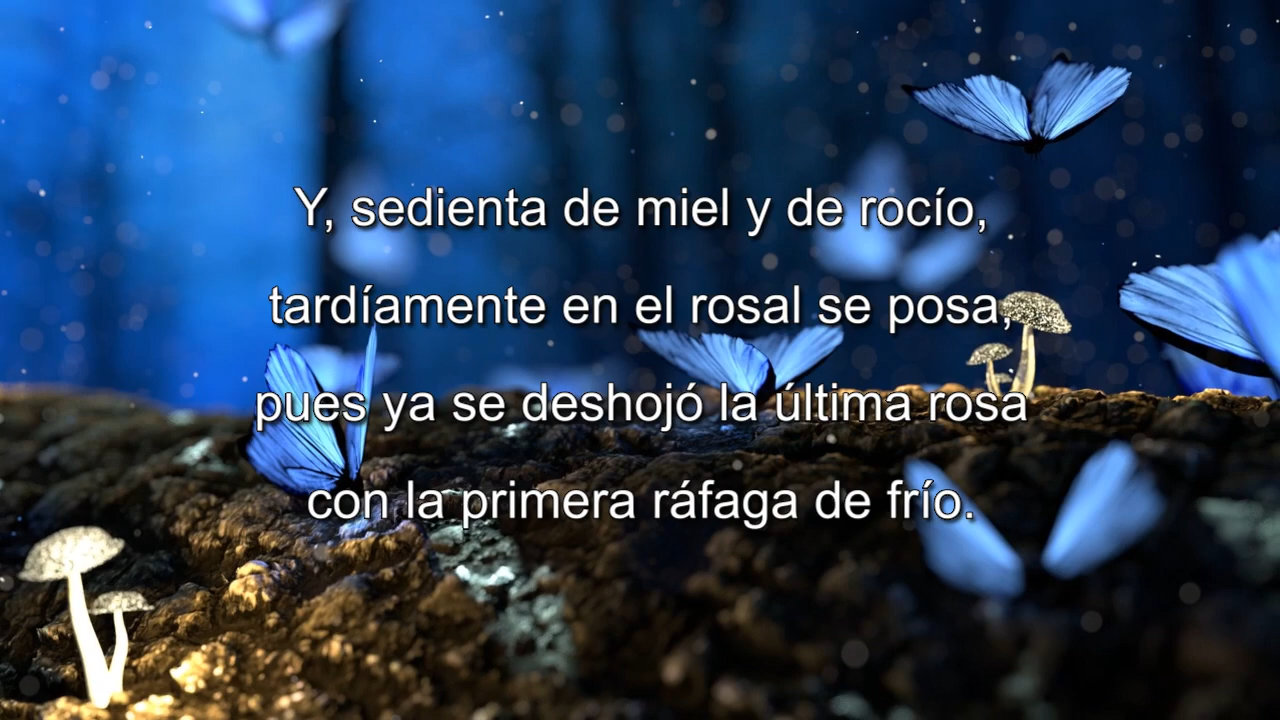 Y, sedienta de miel y de rocío,
tardíamente en el rosal se posa,
pues ya se deshojó la última rosa
con la primera ráfaga de frío.